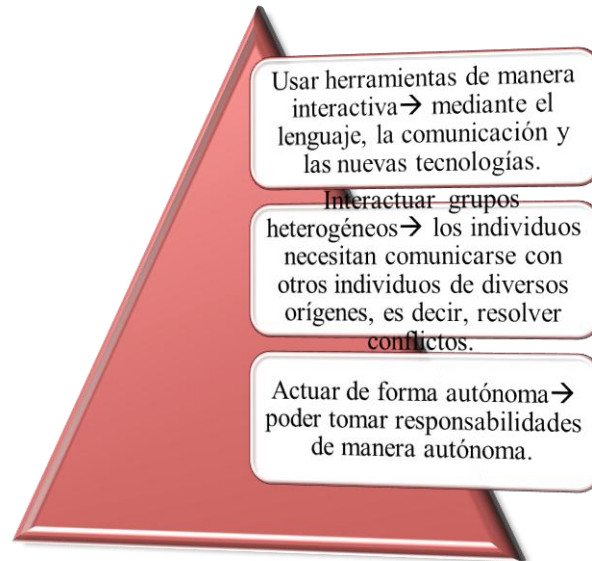 Usar herramientas de manera
interactiva→ mediante el
lenguaje, la comunicación y
las nuevas tecnologías.
Interactuar grupos
heterogéneos→ los individuos
necesitan comunicarse con
otros individuos de diversos
orígenes, es decir, resolver
conflictos.
Actuar de forma autónoma→
poder tomar responsabilidades
de manera autónoma.